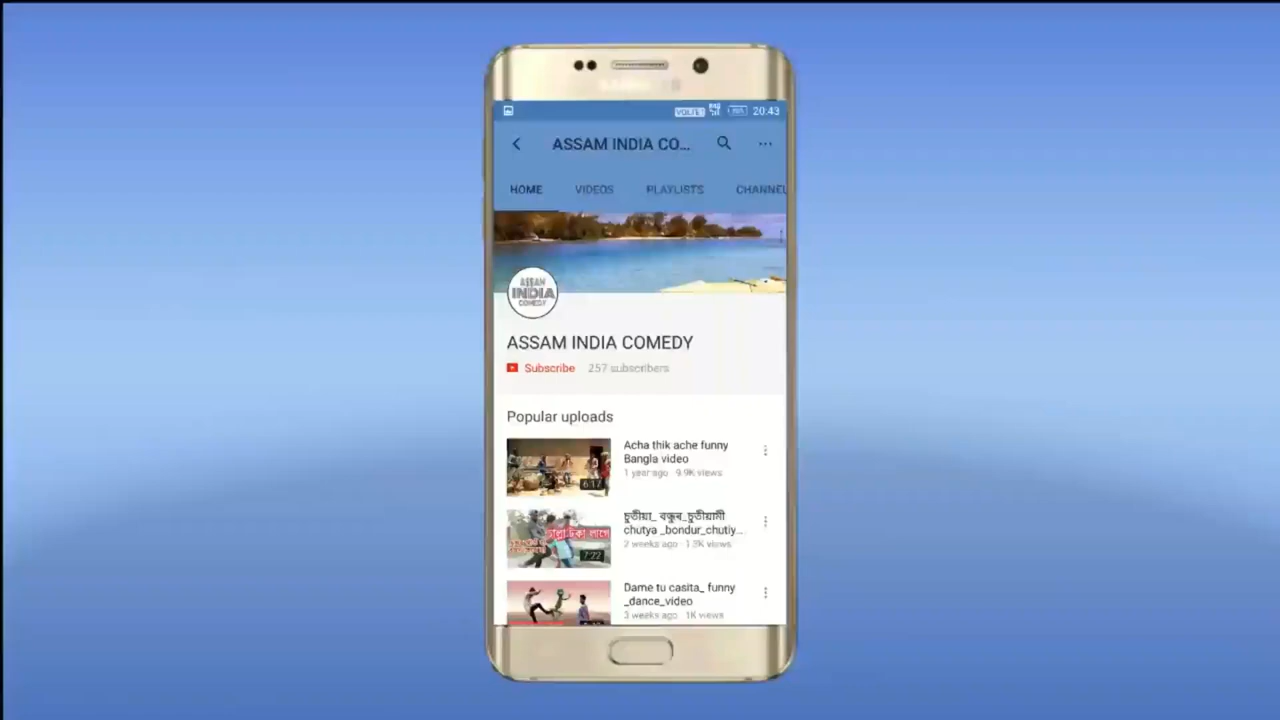 20:43
ASSAM INDIA CO...
HOME VIDEOS PLAYLISTS CHANNEL
ASSAM
INDIA
COMEDY
ASSAM INDIA COMEDY
Subscribe 257 subscribers
Popular uploads
Acha thik ache funny
Bangla video
1 year ago · 9.9K views
6:17
চুতীয়া_ বন্ধুৰ_চুতীয়ামী
chutya _bondur_chutiy...
2 weeks ago · 1.3K views
7:22
Dame tu casita_ funny
_dance_video
3 weeks ago · 1K views